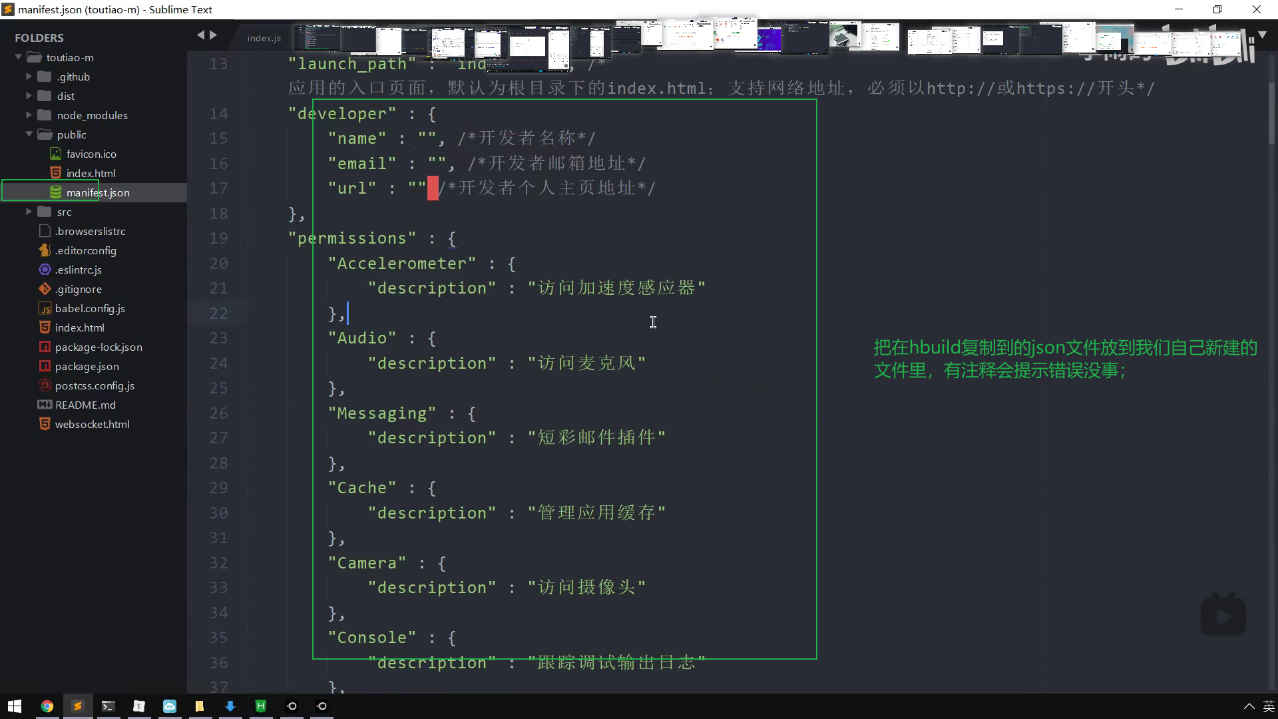 manifest.json (toutiao-m) - Sublime Text
FOLDERS
toutiao-m
.github
dist
node_modules
public
favicon.ico
index.html
manifest.json
src
.browserslistrc
.editorconfig
.eslintrc.js
.gitignore
babel.config.js
index.html
package-lock.json
package.json
postcss.config.js
README.md
websocket.html
index.js
13 "launch_path" : "ind /*
应用的入口页面，默认为根目录下的index.html；支持网络地址，必须以http://或https://开头*/
14 "developer" : {
15 "name" : "", /*开发者名称*/
16 "email" : "", /*开发者邮箱地址*/
17 "url" : "" /*开发者个人主页地址*/
18 },
19 "permissions" : {
20 "Accelerometer" : {
21 "description" : "访问加速度感应器"
22 },
23 "Audio" : {
24 "description" : "访问麦克风"
25 },
26 "Messaging" : {
27 "description" : "短彩邮件插件"
28 },
29 "Cache" : {
30 "description" : "管理应用缓存"
31 },
32 "Camera" : {
33 "description" : "访问摄像头"
34 },
35 "Console" : {
36 "description" : "跟踪调试输出日志"
37 },
把在hbuild复制到的json文件放到我们自己新建的
文件里，有注释会提示错误没事；
英